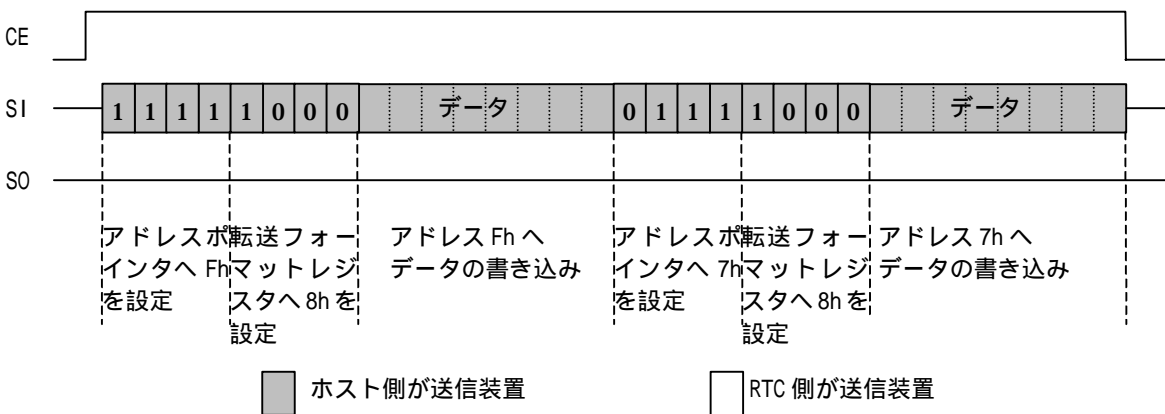 CE
SI
1 1 1 1 1 0 0 0 データ 0 1 1 1 1 0 0 0 データ
SO
アドレスポ
インタへ Fh
を設定
転送フォー
マットレジ
スタへ 8h を
設定
アドレス Fh へ
データの書き込み
アドレスポ
インタへ 7h
を設定
転送フォー
マットレジ
スタへ 8h を
設定
アドレス 7h へ
データの書き込み
ホスト側が送信装置
RTC 側が送信装置